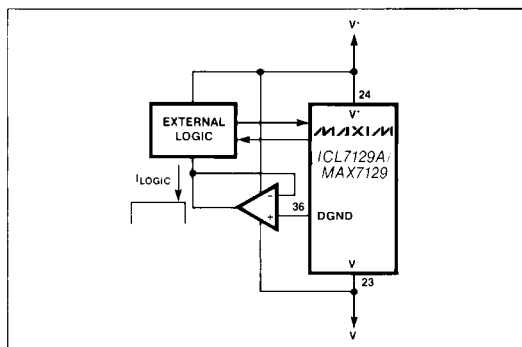 V+
24
V+
EXTERNAL
LOGIC
MAXIM
ICL7129A/
MAX7129
ILOGIC
-
+
36
DGND
V
23
V